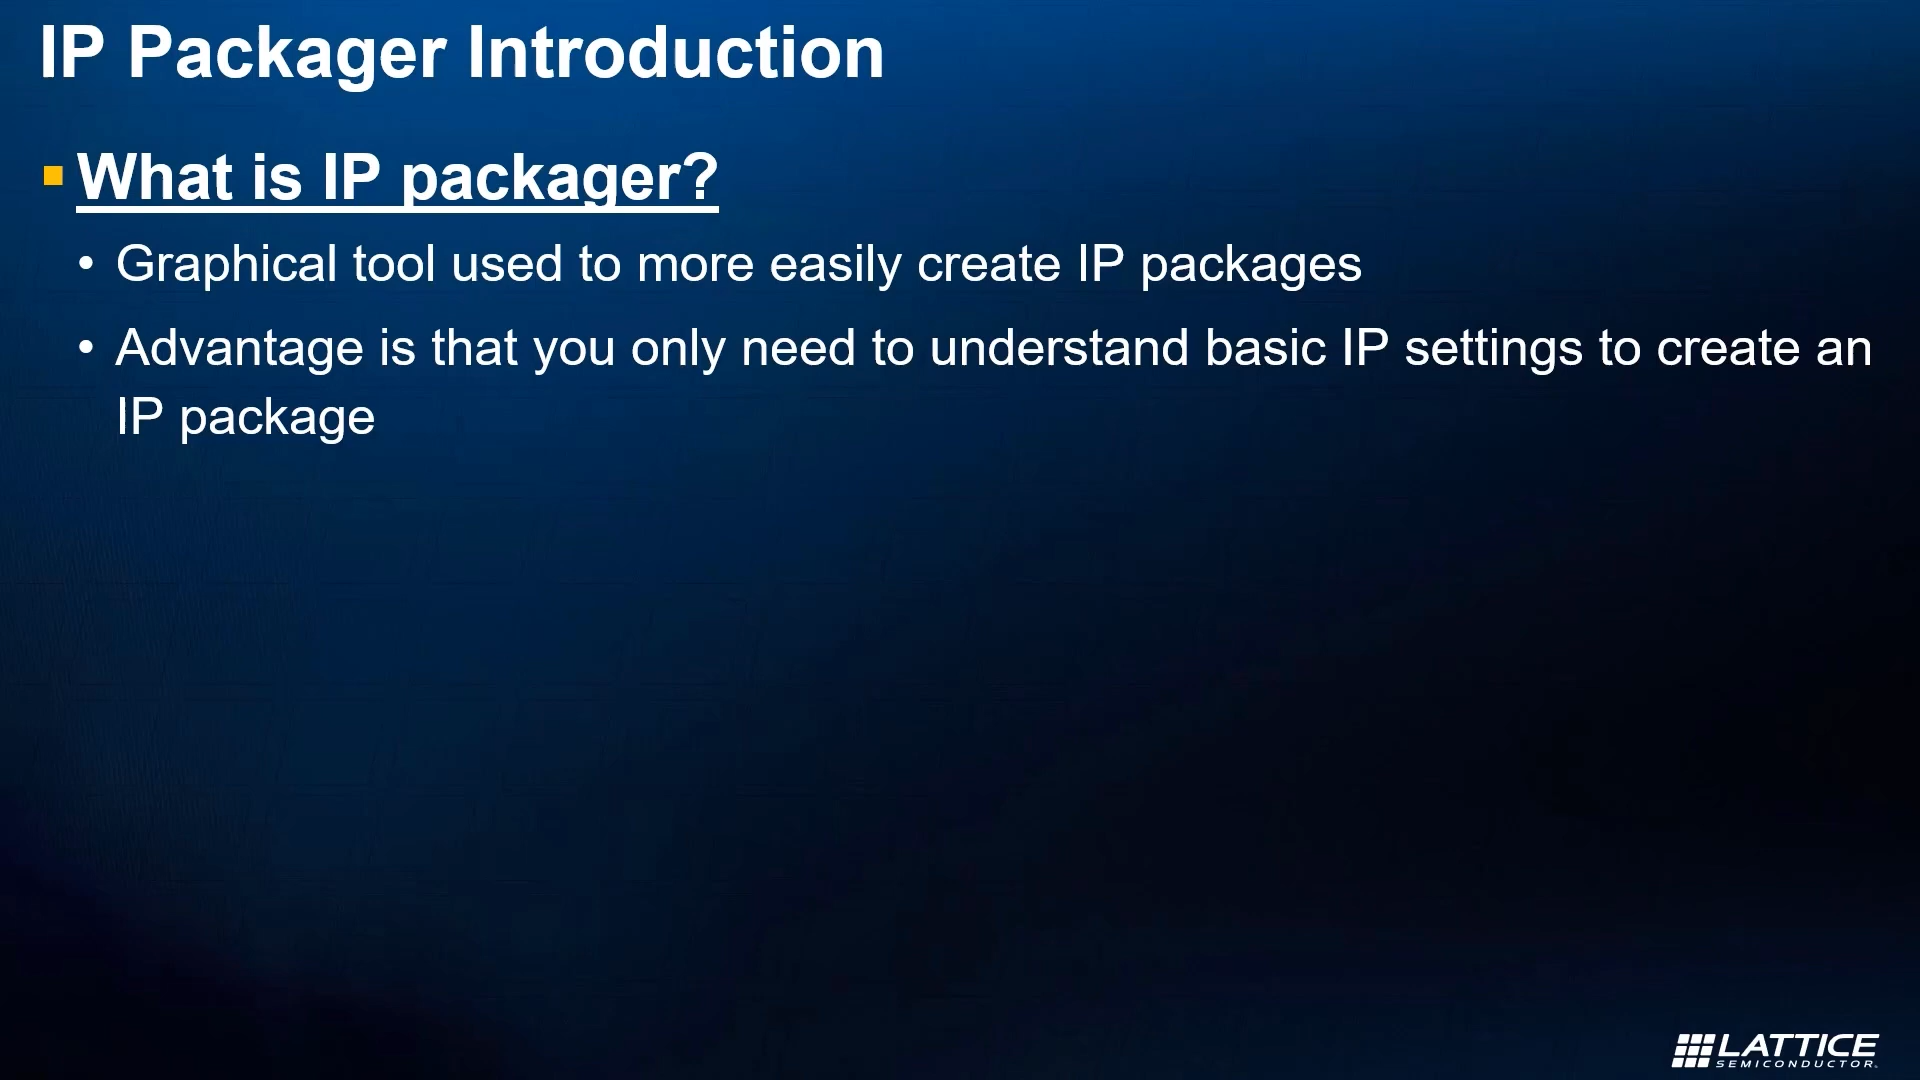 IP Packager Introduction
What is IP packager?
• Graphical tool used to more easily create IP packages
• Advantage is that you only need to understand basic IP settings to create an
IP package
LATTICE
SEMICONDUCTOR